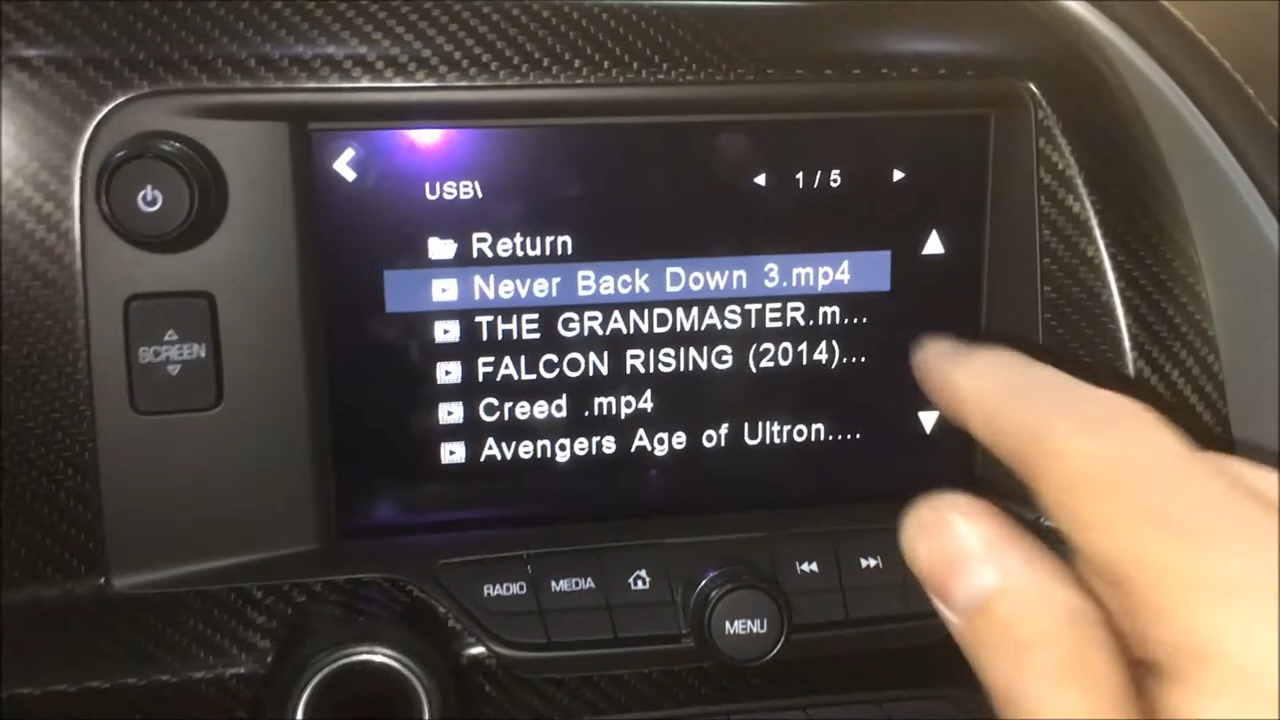 USB\
1 / 5
Return
Never Back Down 3.mp4
THE GRANDMASTER.m...
FALCON RISING (2014)...
Creed .mp4
Avengers Age of Ultron....
SCREEN
RADIO
MEDIA
MENU